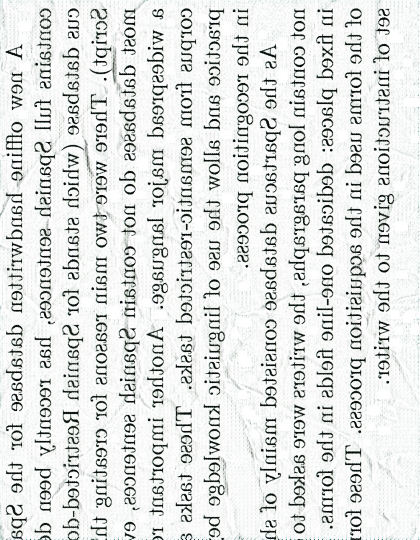 A new offline handwritten database for the Spa
contains full Spanish sentences, has recently been de
cus database (which) stands for Spanish Restricted-do-
Script). There were two main reasons for creating th
most databases do not contain Spanish sentences, eve
a widespread major language. Another important re
corpus from semantic-restricted tasks. These tasks a
practice and allow the use of linguistic knowledge be
in the recognition process.
As the Spartacus database consisted mainly of sh
not contain long paragraphs, the writers were asked to
in fixed places: dedicated one-line fields in the forms.
of the forms used in the acquisition process. These for
set of instructions given to the writer.